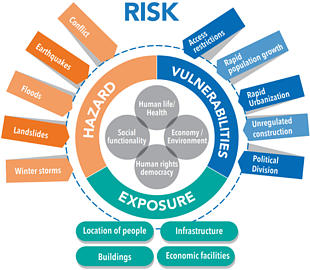 RISK
Conflict
Earthquakes
Floods
Landslides
Winter storms
Access
restrictions
Rapid
population growth
Rapid
Urbanization
Unregulated
construction
Political
Division
HAZARD
VULNERABILITIES
EXPOSURE
Human life/
Health
Social
functionality
Economy /
Environment
Human rights
democracy
Location of people
Infrastructure
Buildings
Economic facilities